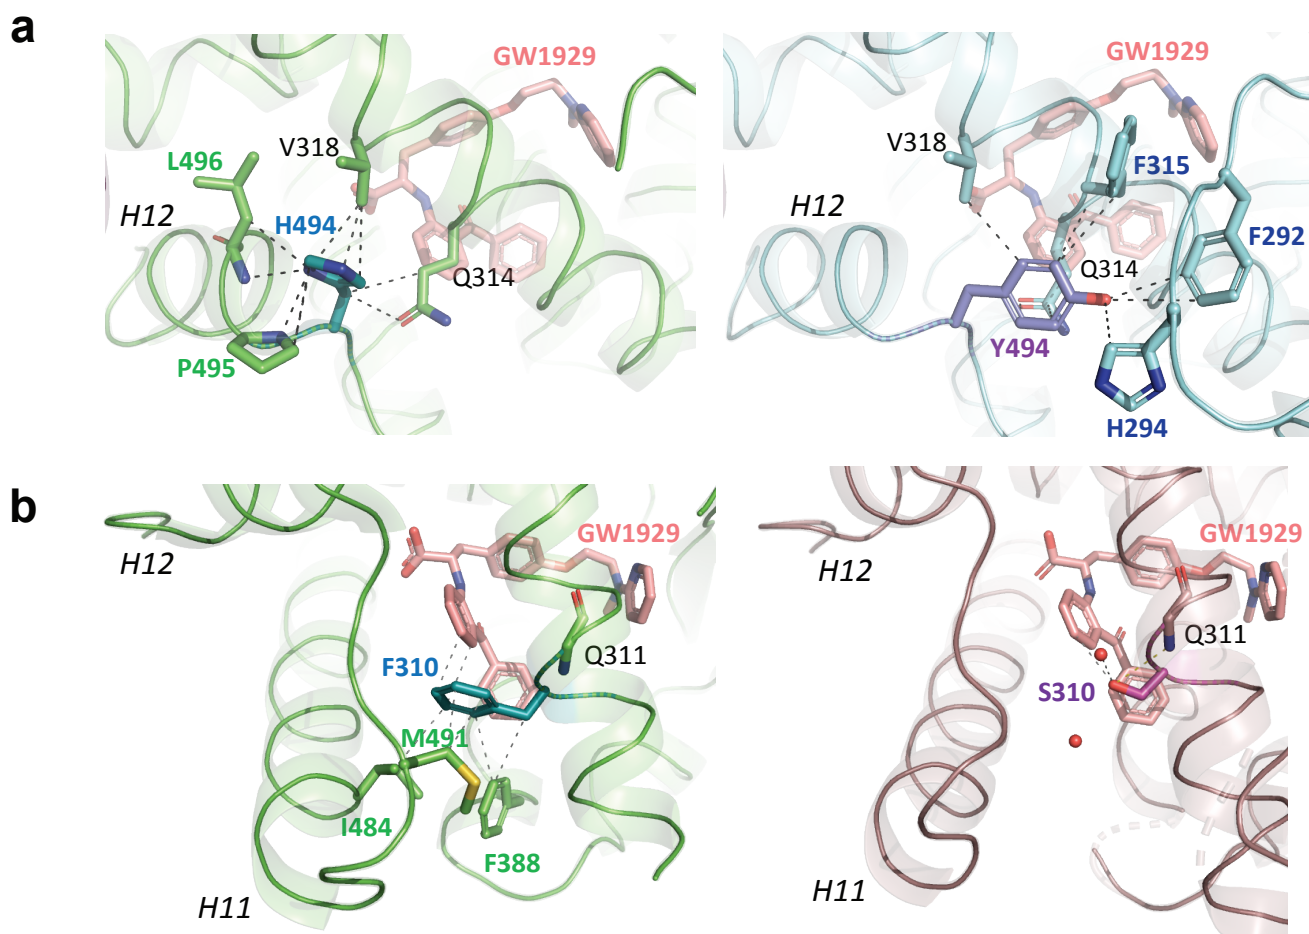 a
GW1929
V318
L496
H12
H494
Q314
P495
GW1929
V318
F315
H12
F292
Q314
Y494
H294
b
GW1929
H12
F310
Q311
M491
I484
F388
H11
GW1929
H12
Q311
S310
H11